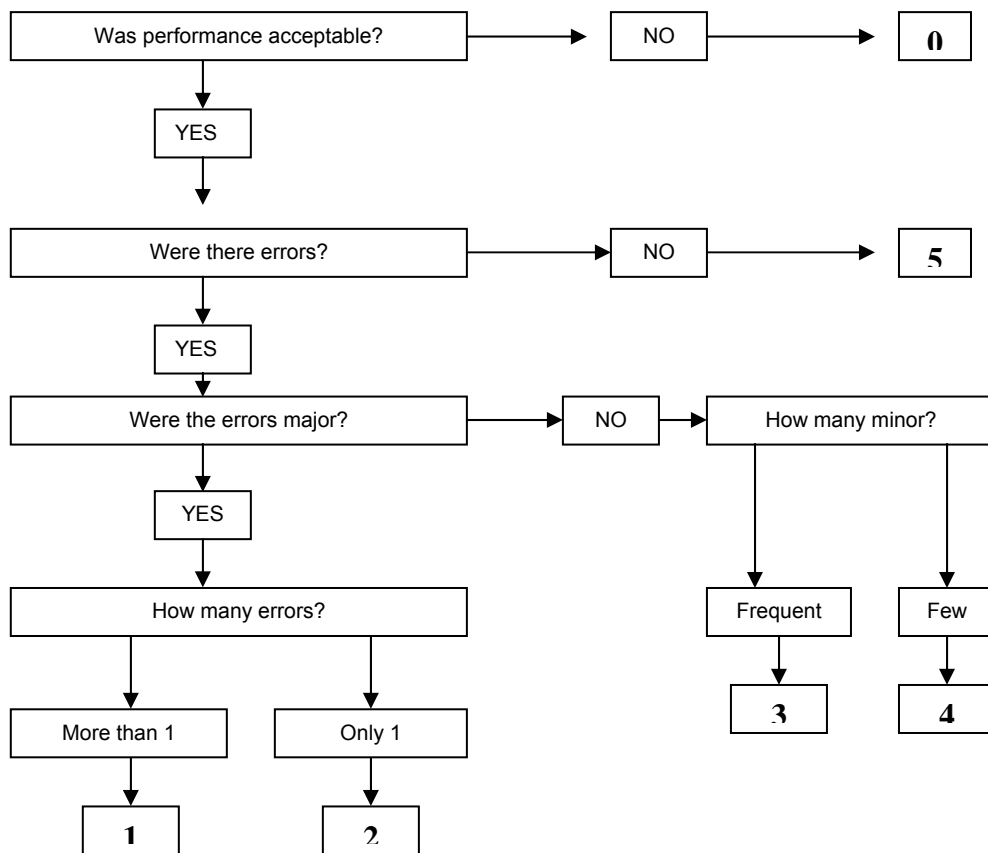 Was performance acceptable?
NO
0
YES
Were there errors?
NO
5
YES
Were the errors major?
NO
How many minor?
YES
How many errors?
Frequent
Few
3
4
More than 1
Only 1
1
2